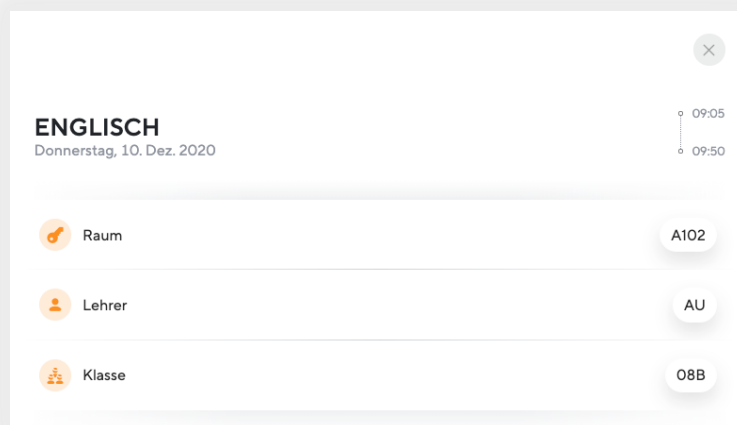 ENGLISCH
Donnerstag, 10. Dez. 2020
09:05
09:50
Raum
A102
Lehrer
AU
Klasse
08B